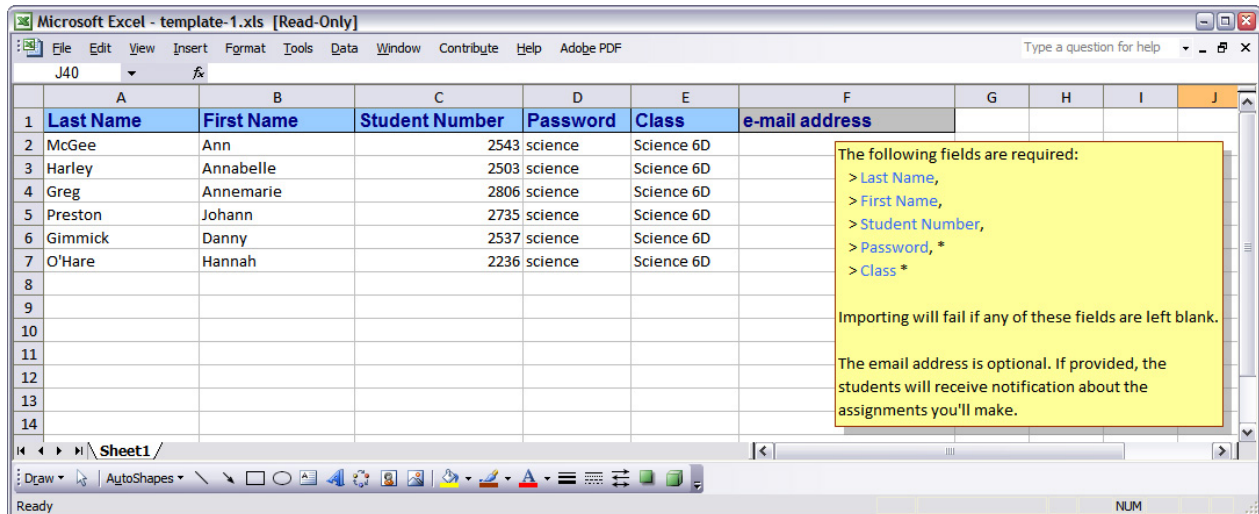 Microsoft Excel - template-1.xls [Read-Only]
File Edit View Insert Format Tools Data Window Contribute Help Adobe PDF Type a question for help
J40 fx
A B C D E F G H I J
1 Last Name First Name Student Number Password Class e-mail address
2 McGee Ann 2543 science Science 6D
3 Harley Annabelle 2503 science Science 6D
4 Greg Annemarie 2806 science Science 6D
5 Preston Johann 2735 science Science 6D
6 Gimmick Danny 2537 science Science 6D
7 O'Hare Hannah 2236 science Science 6D
8
9
10
11
12
13
14
The following fields are required:
> Last Name,
> First Name,
> Student Number,
> Password, *
> Class *
Importing will fail if any of these fields are left blank.
The email address is optional. If provided, the
students will receive notification about the
assignments you'll make.
Sheet1
Draw AutoShapes
Ready NUM